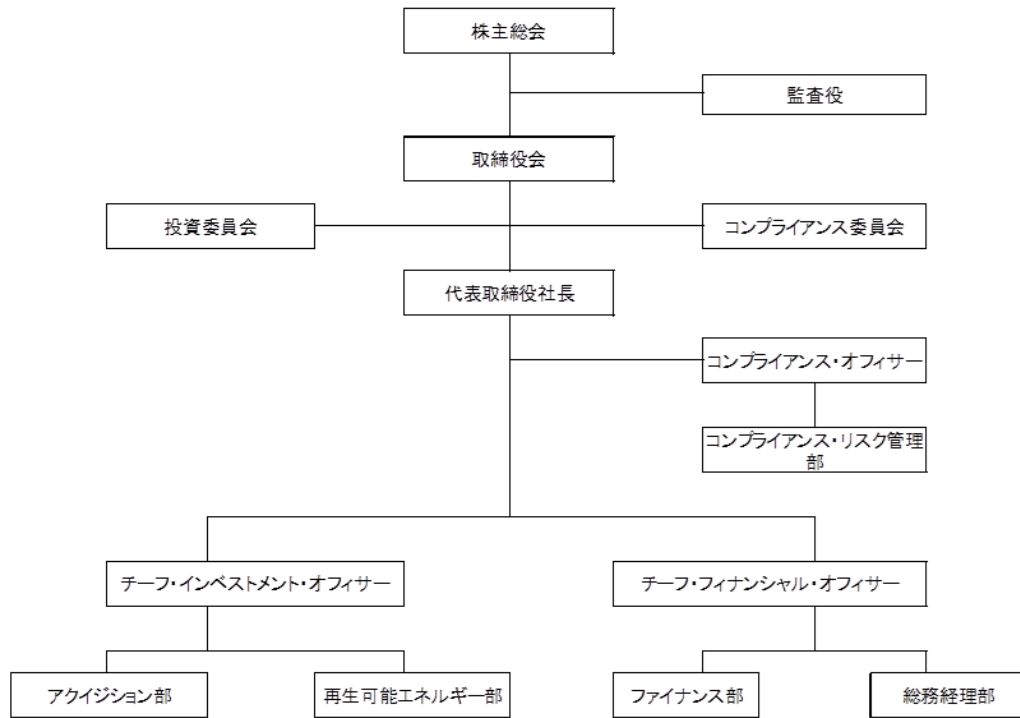 株主総会
監査役
取締役会
投資委員会
コンプライアンス委員会
代表取締役社長
コンプライアンス・オフィサー
コンプライアンス・リスク管理
部
チーフ・インベストメント・オフィサー
チーフ・フィナンシャル・オフィサー
アクイジション部
再生可能エネルギー部
ファイナンス部
総務経理部